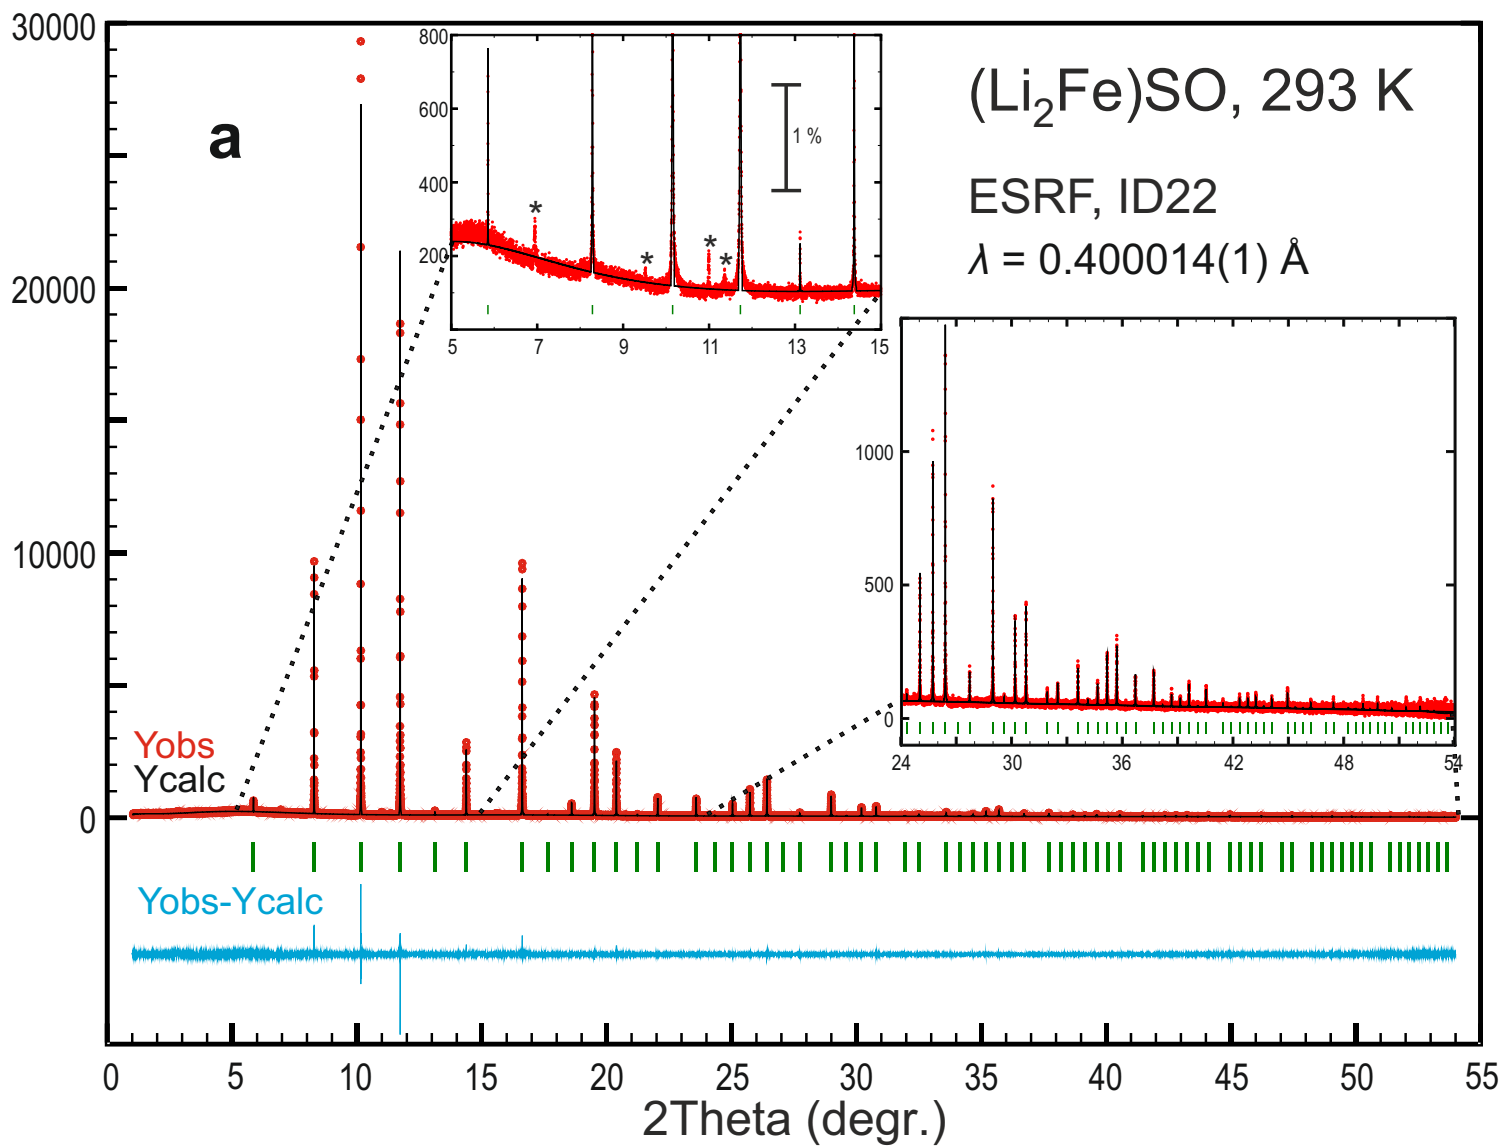 30000
20000
10000
0
a
800
600
400
200
5 7 9 11 13 15
* * * *
1 %
(Li₂Fe)SO, 293 K
ESRF, ID22
λ = 0.400014(1) Å
1000
500
0
24 30 36 42 48 54
Yobs
Ycalc
Yobs-Ycalc
0 5 10 15 20 25 30 35 40 45 50 55
2Theta (degr.)